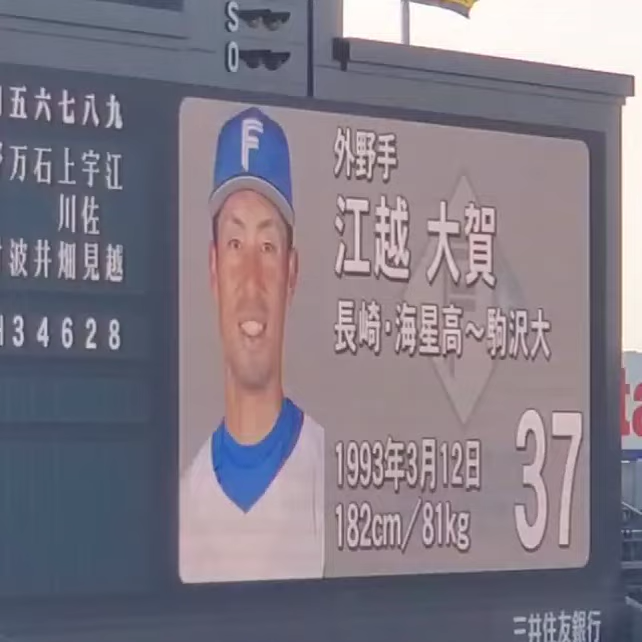 S
O
五六七八九
万石上宇江
川佐
波井畑見越
34628
外野手
江越 大賀
長崎・海星高～駒沢大
1993年3月12日
182cm/81kg
37
F
三井住友銀行